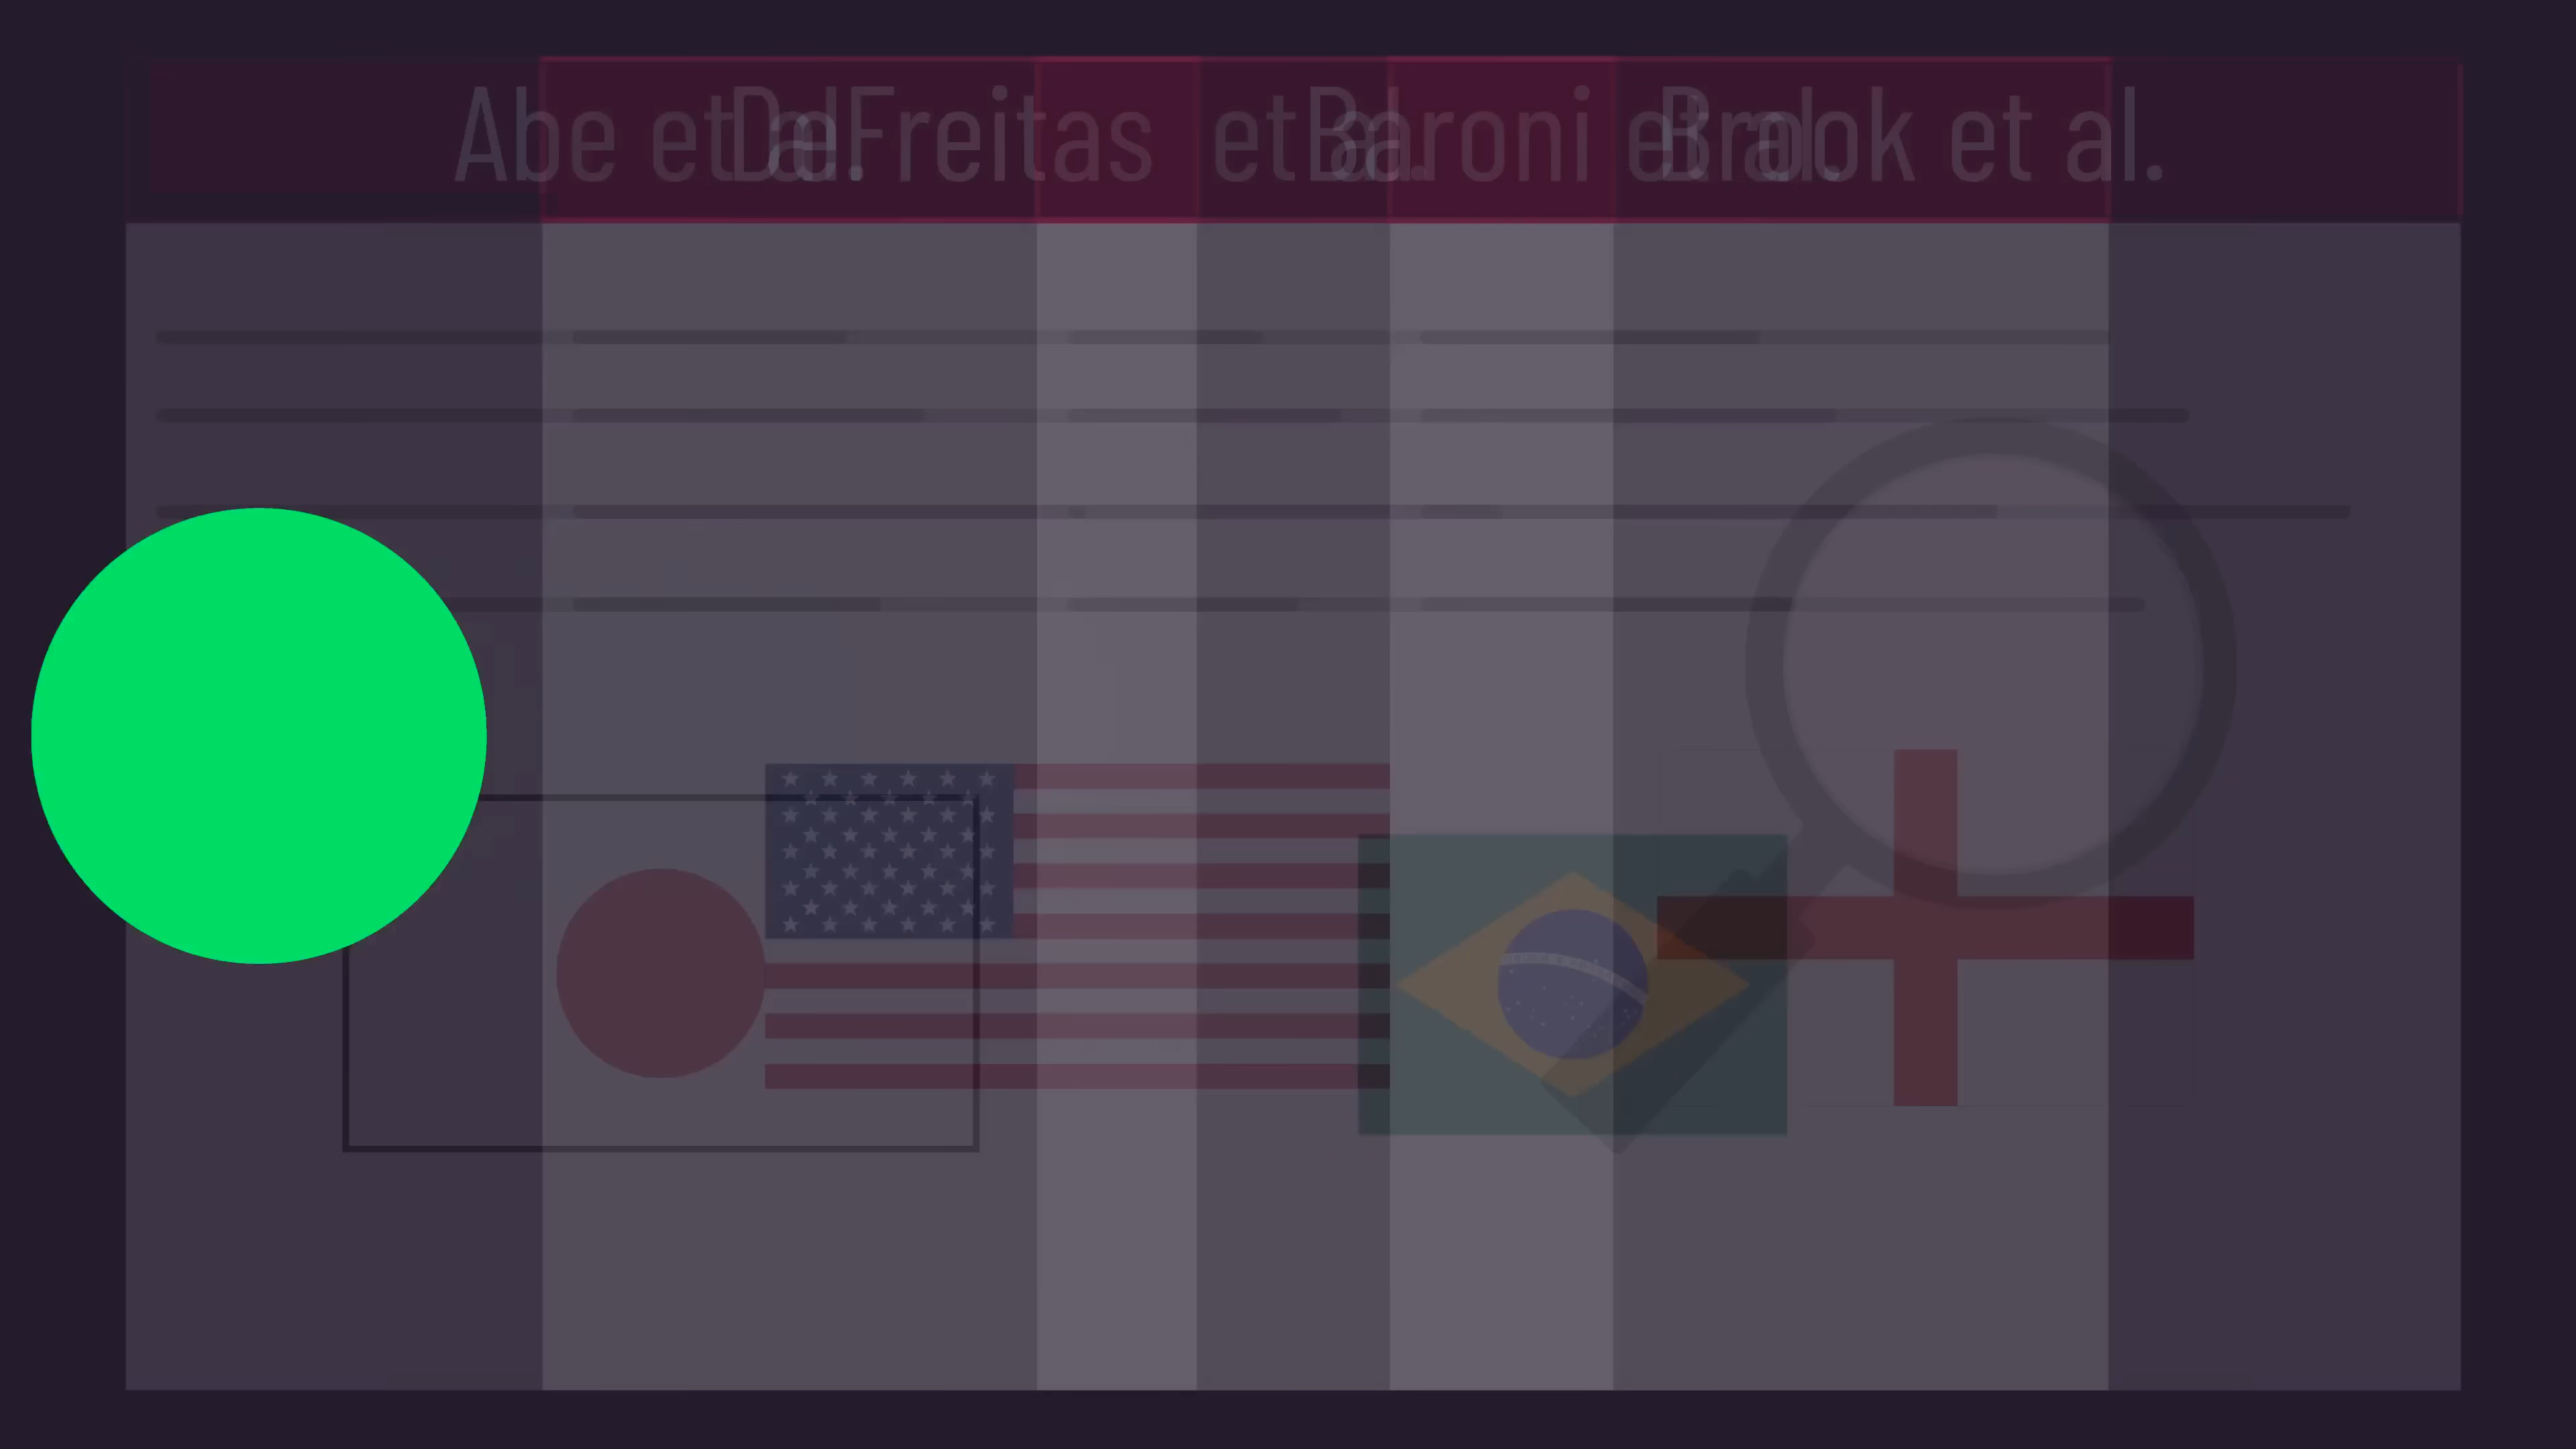 Abe et al.
De Freitas et al.
Baroni et al.
Brook et al.